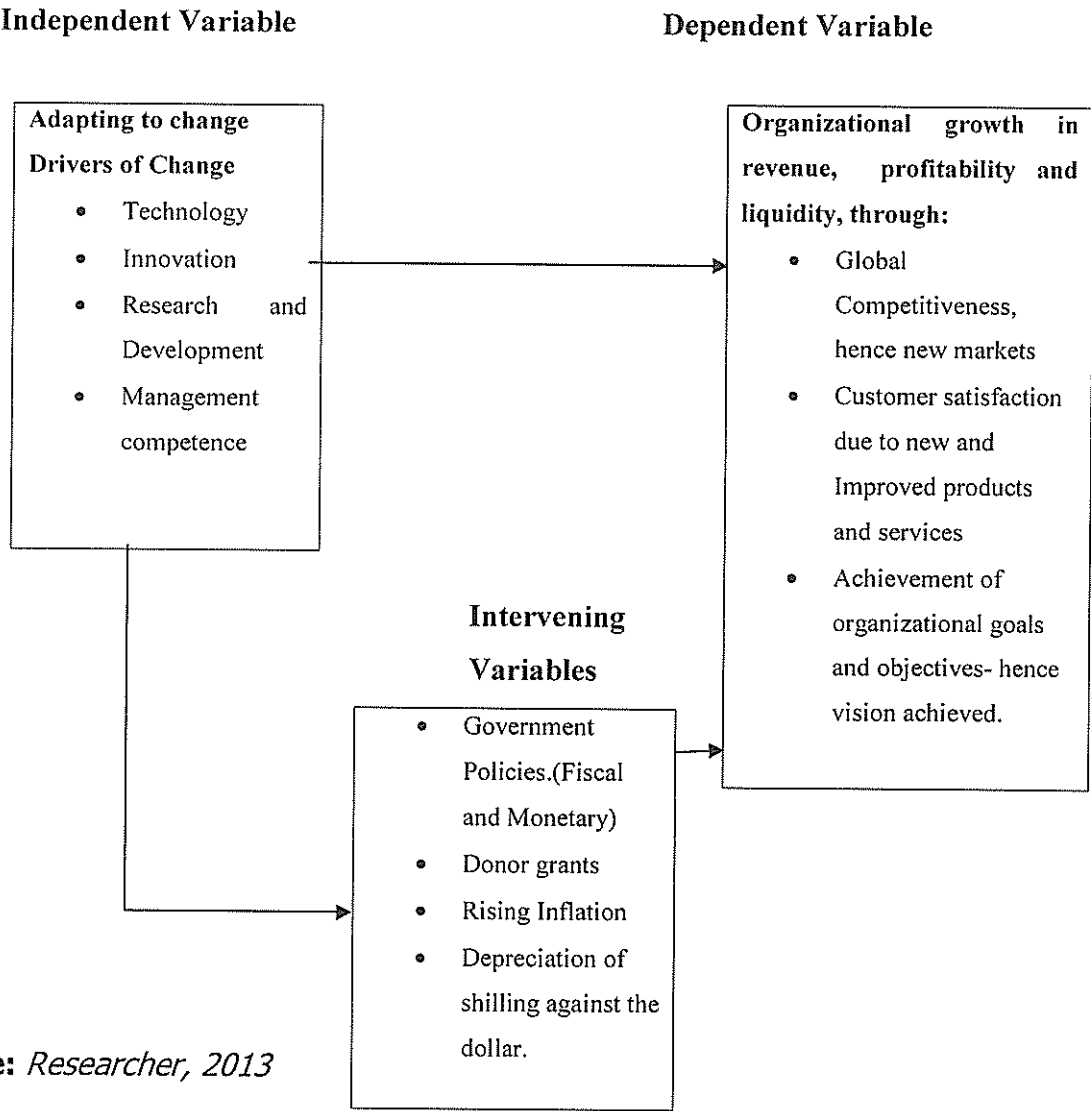 Independent Variable
Dependent Variable
Adapting to change
Drivers of Change
• Technology
• Innovation
• Research and
Development
• Management
competence
Organizational growth in
revenue, profitability and
liquidity, through:
• Global
Competitiveness,
hence new markets
• Customer satisfaction
due to new and
Improved products
and services
• Achievement of
organizational goals
and objectives- hence
vision achieved.
Intervening
Variables
• Government
Policies.(Fiscal
and Monetary)
• Donor grants
• Rising Inflation
• Depreciation of
shilling against the
dollar.
e: Researcher, 2013